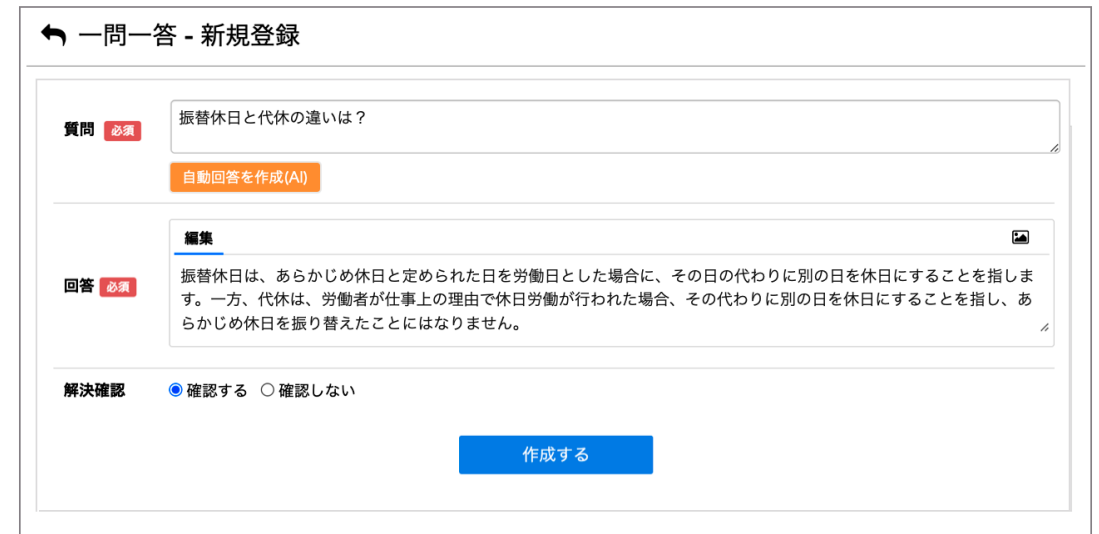 一問一答 - 新規登録
質問 必須
振替休日と代休の違いは？
自動回答を作成(AI)
編集
回答 必須
振替休日は、あらかじめ休日と定められた日を労働日とした場合に、その日の代わりに別の日を休日にすることを指しま
す。一方、代休は、労働者が仕事上の理由で休日労働が行われた場合、その代わりに別の日を休日にすることを指し、あ
らかじめ休日を振り替えたことにはなりません。
解決確認
確認する 確認しない
作成する